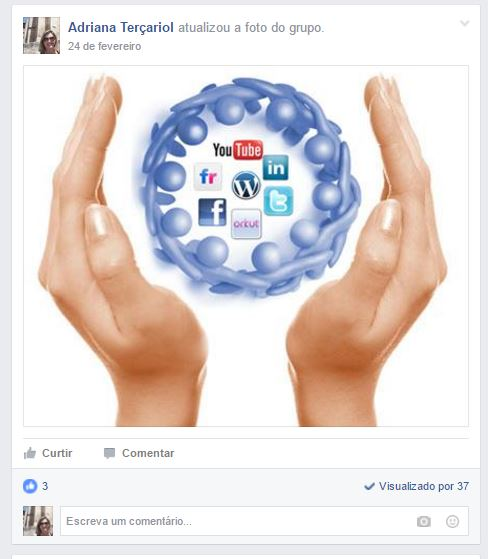 Adriana Terçariol atualizou a foto do grupo.
24 de fevereiro
YouTube
in
fr
f
t
orkut
Curtir
Comentar
3
Visualizado por 37
Escreva um comentário...